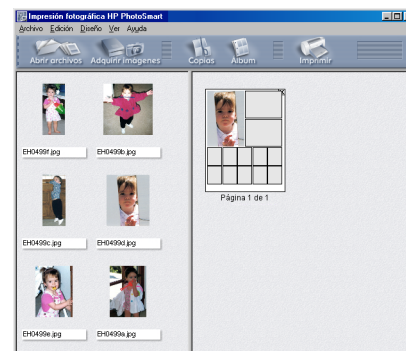 Impresión fotográfica HP PhotoSmart
Archivo Edición Diseño Ver Ayuda
Abrir archivos Adquirir imágenes Copias Álbum Imprimir
EH0499f.jpg EH0499b.jpg
Página 1 de 1
EH0499c.jpg EH0499d.jpg
EH0499e.jpg EH0499a.jpg